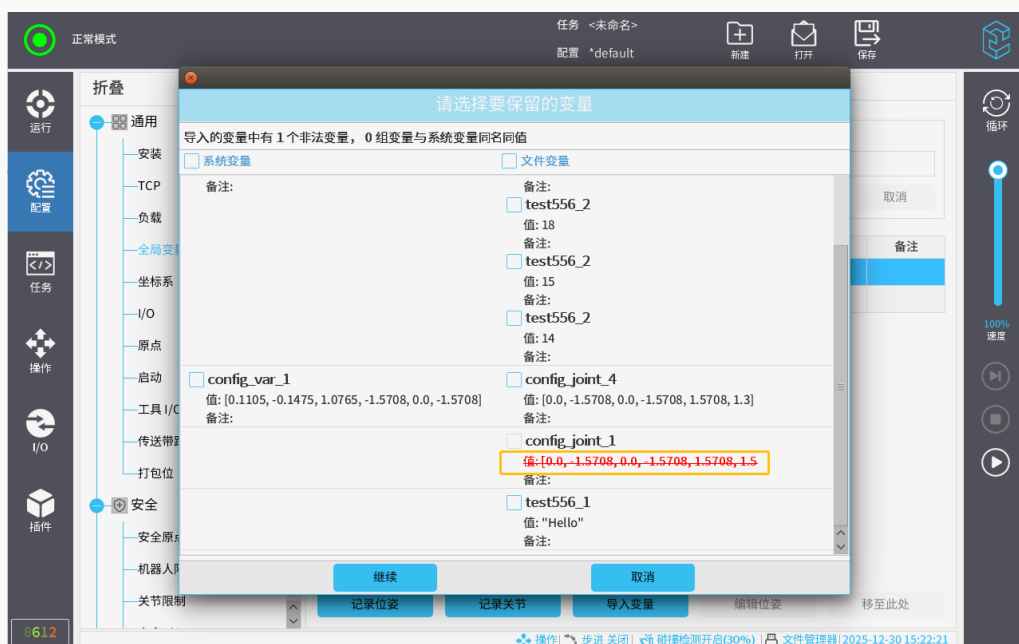 正常模式
任务 <未命名>
配置 *default
新建
打开
保存
运行
配置
任务
操作
I/O
插件
8612
折叠
通用
安装
TCP
负载
全局变
坐标系
I/O
原点
启动
工具 I/O
传送带
打包位
安全
安全原
机器人
关节限制
请选择要保留的变量
导入的变量中有 1 个非法变量， 0 组变量与系统变量同名同值
系统变量
文件变量
备注:
备注:
test556_2
值: 18
备注:
test556_2
值: 15
备注:
test556_2
值: 14
备注:
config_var_1
值: [0.1105, -0.1475, 1.0765, -1.5708, 0.0, -1.5708]
备注:
config_joint_4
值: [0.0, -1.5708, 0.0, -1.5708, 1.5708, 1.3]
备注:
config_joint_1
值: [0.0, -1.5708, 0.0, -1.5708, 1.5708, 1.5
备注:
test556_1
值: "Hello"
备注:
继续
取消
取消
备注
记录位姿
记录关节
导入变量
编辑位姿
移至此处
循环
100%
速度
操作| 步进 关闭| 碰撞检测开启(30%) | 文件管理器| 2025-12-30 15:22:21